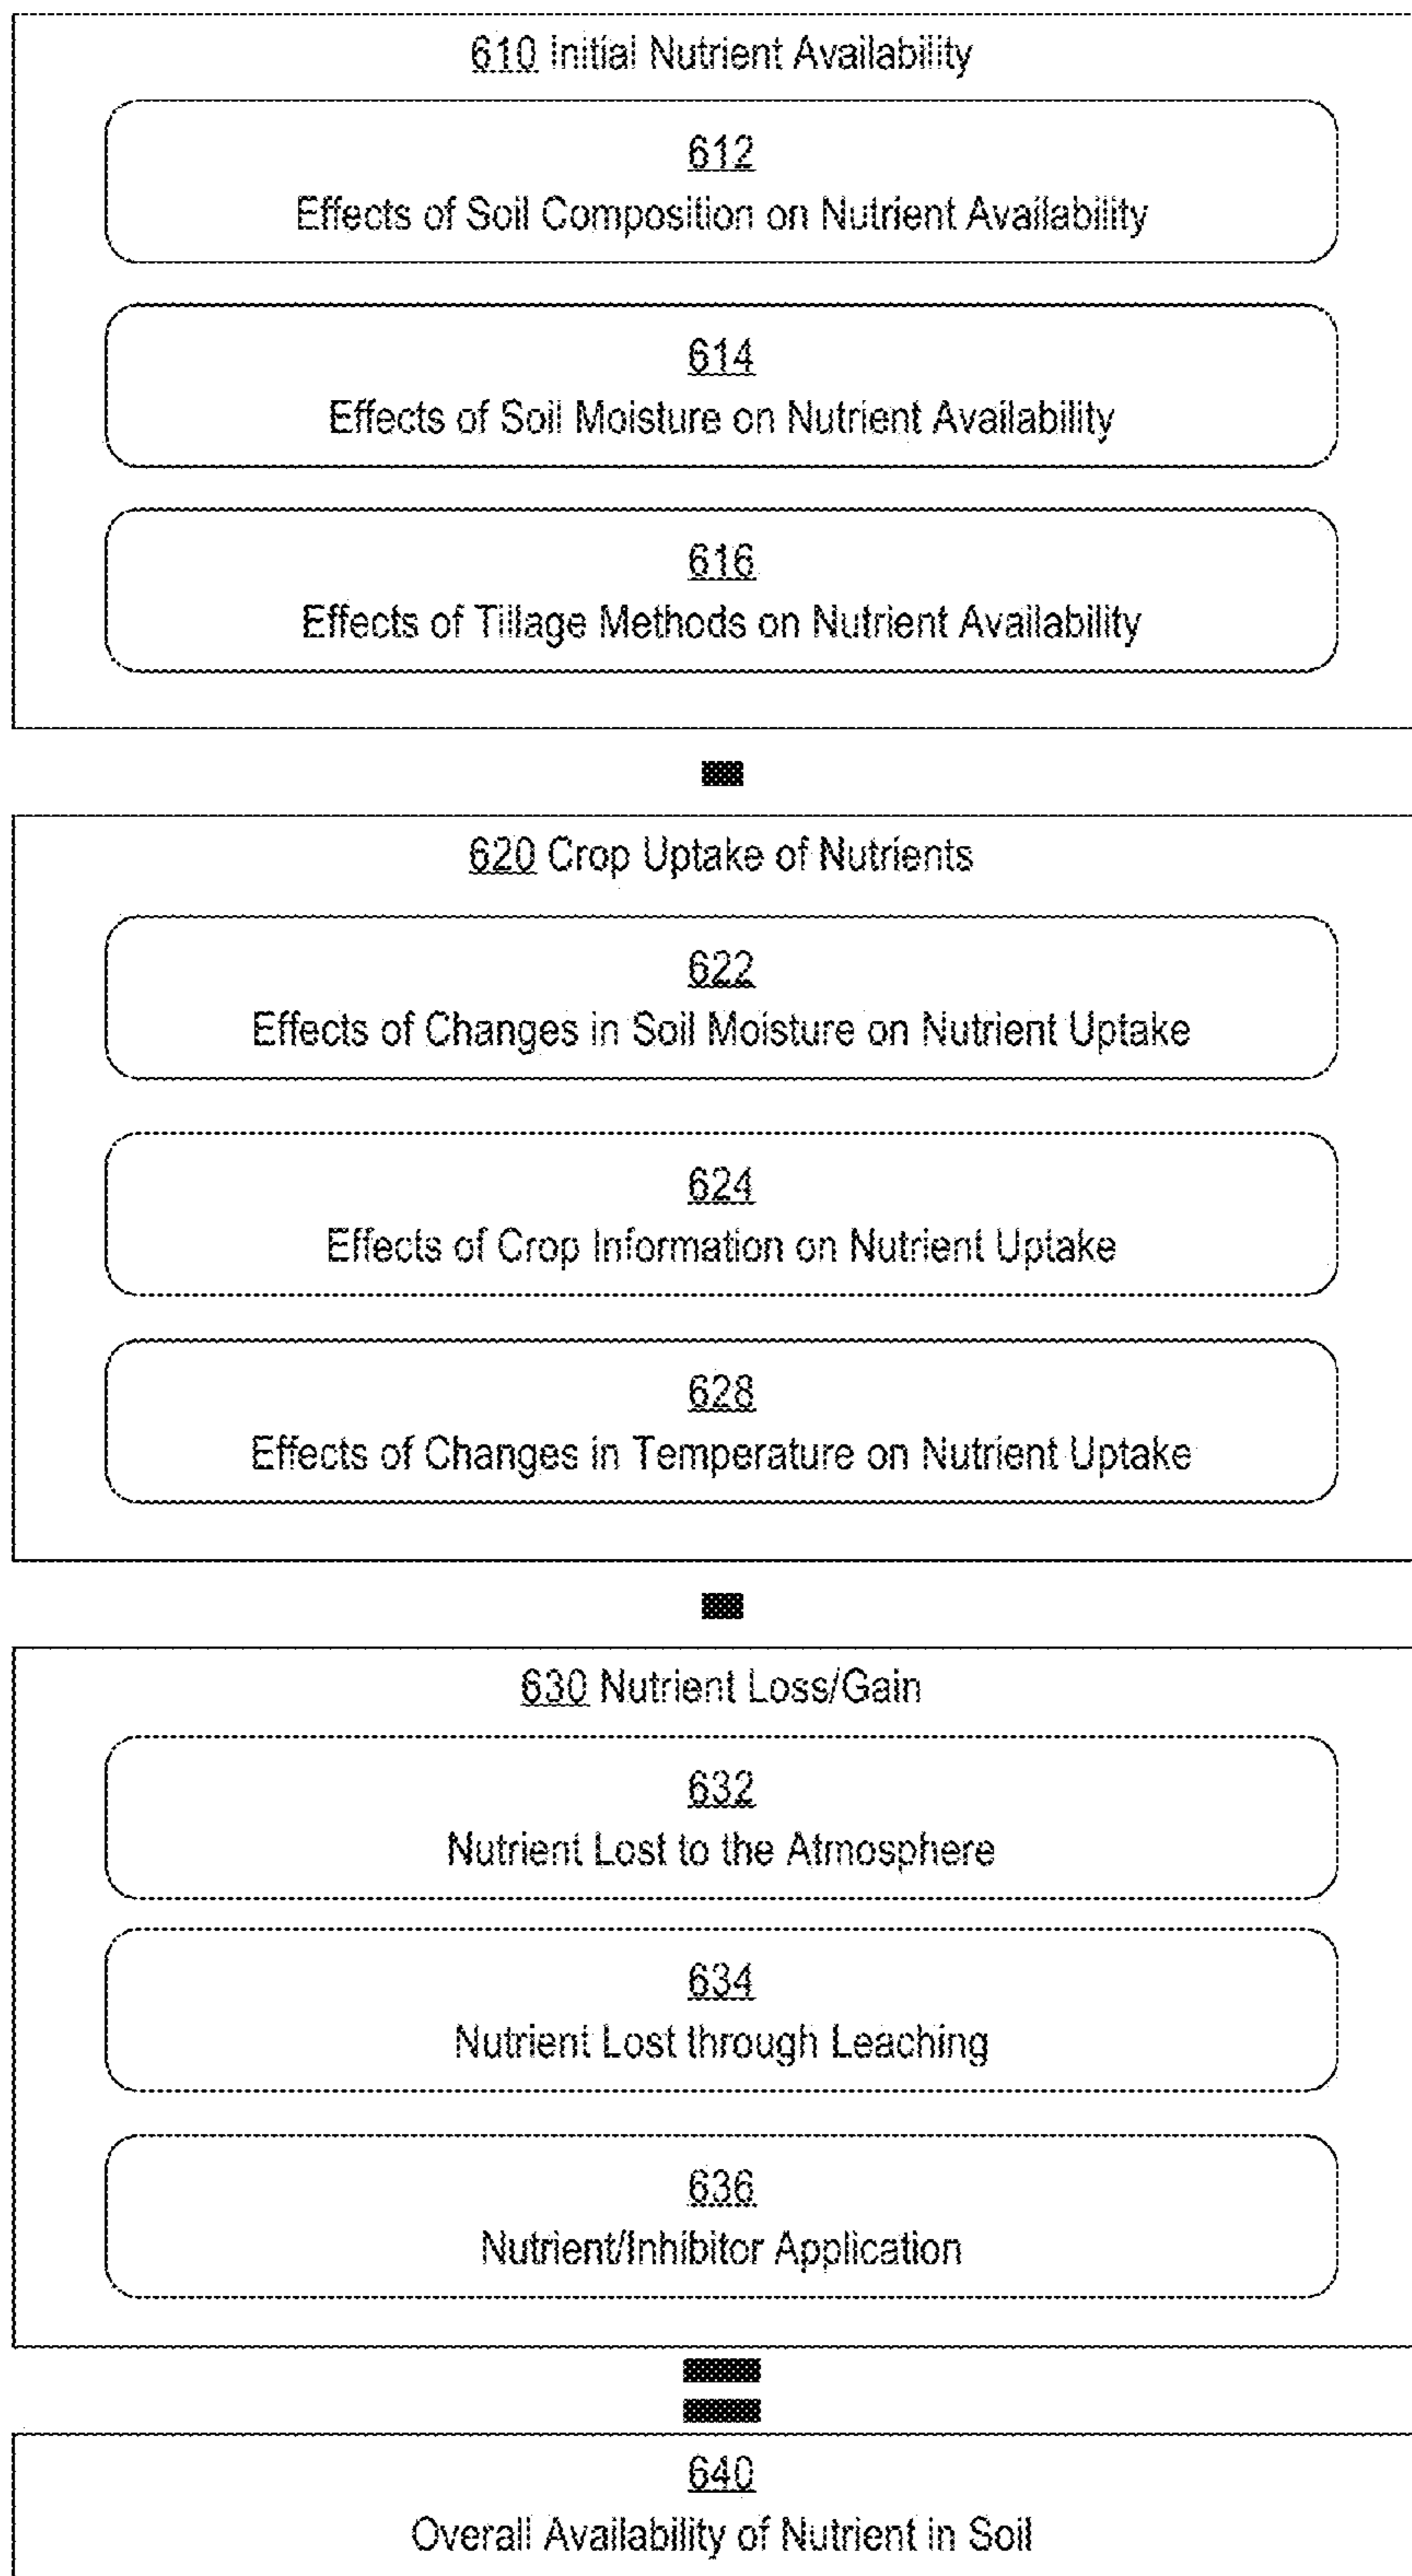 610 Initial Nutrient Availability
612
Effects of Soil Composition on Nutrient Availability
614
Effects of Soil Moisture on Nutrient Availability
616
Effects of Tillage Methods on Nutrient Availability
-
620 Crop Uptake of Nutrients
622
Effects of Changes in Soil Moisture on Nutrient Uptake
624
Effects of Crop Information on Nutrient Uptake
628
Effects of Changes in Temperature on Nutrient Uptake
-
630 Nutrient Loss/Gain
632
Nutrient Lost to the Atmosphere
634
Nutrient Lost through Leaching
636
Nutrient/Inhibitor Application
=
640
Overall Availability of Nutrient in Soil